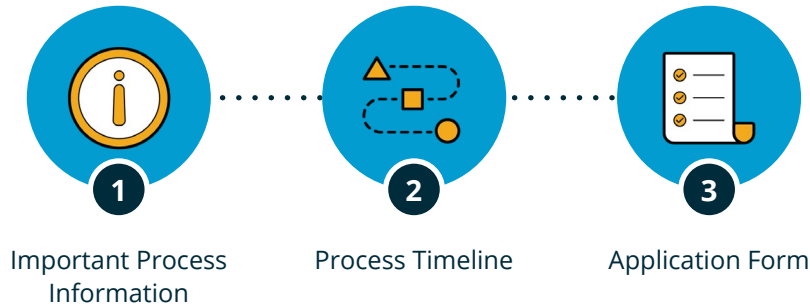 1
2
3
Important Process
Information
Process Timeline
Application Form